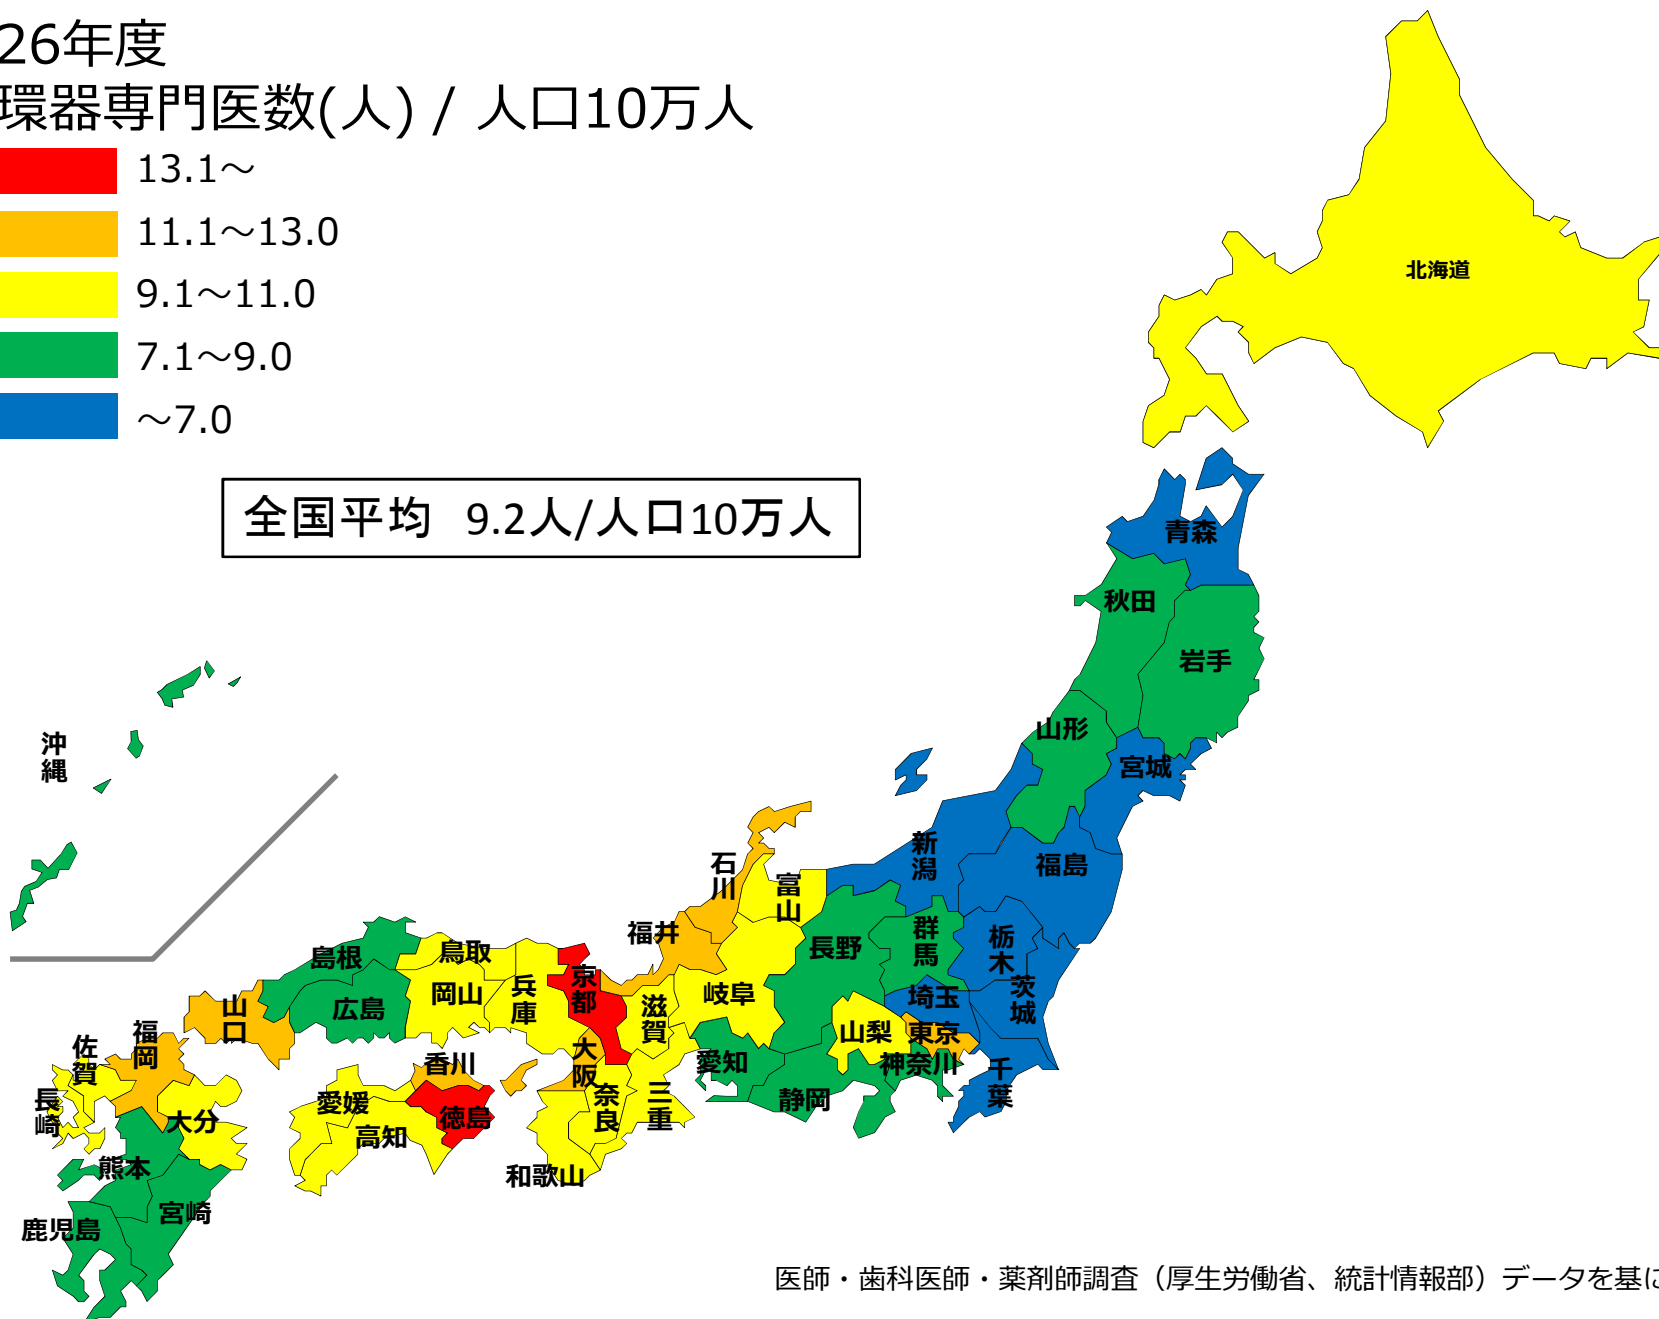 26年度
環器専門医数(人) / 人口10万人
13.1～
11.1～13.0
9.1～11.0
7.1～9.0
～7.0
全国平均 9.2人/人口10万人
北海道
青森
秋田
岩手
山形
宮城
福島
新潟
沖縄
石川
富山
福井
長野
群馬
栃木
茨城
埼玉
東京
千葉
神奈川
山梨
静岡
愛知
岐阜
滋賀
三重
京都
大阪
奈良
和歌山
兵庫
鳥取
岡山
島根
広島
山口
香川
徳島
愛媛
高知
福岡
佐賀
長崎
大分
熊本
宮崎
鹿児島
医師・歯科医師・薬剤師調査（厚生労働省、統計情報部）データを基に